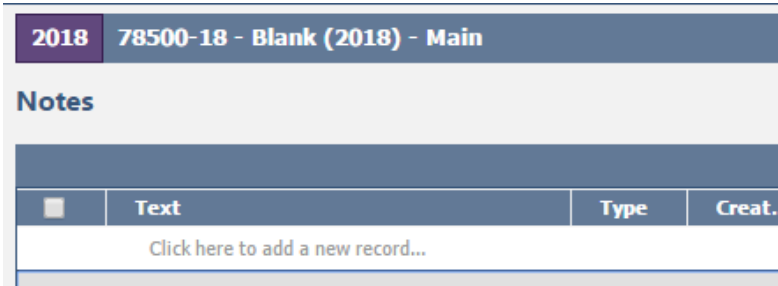 2018 78500-18 - Blank (2018) - Main
Notes
Text Type Creat.
Click here to add a new record...